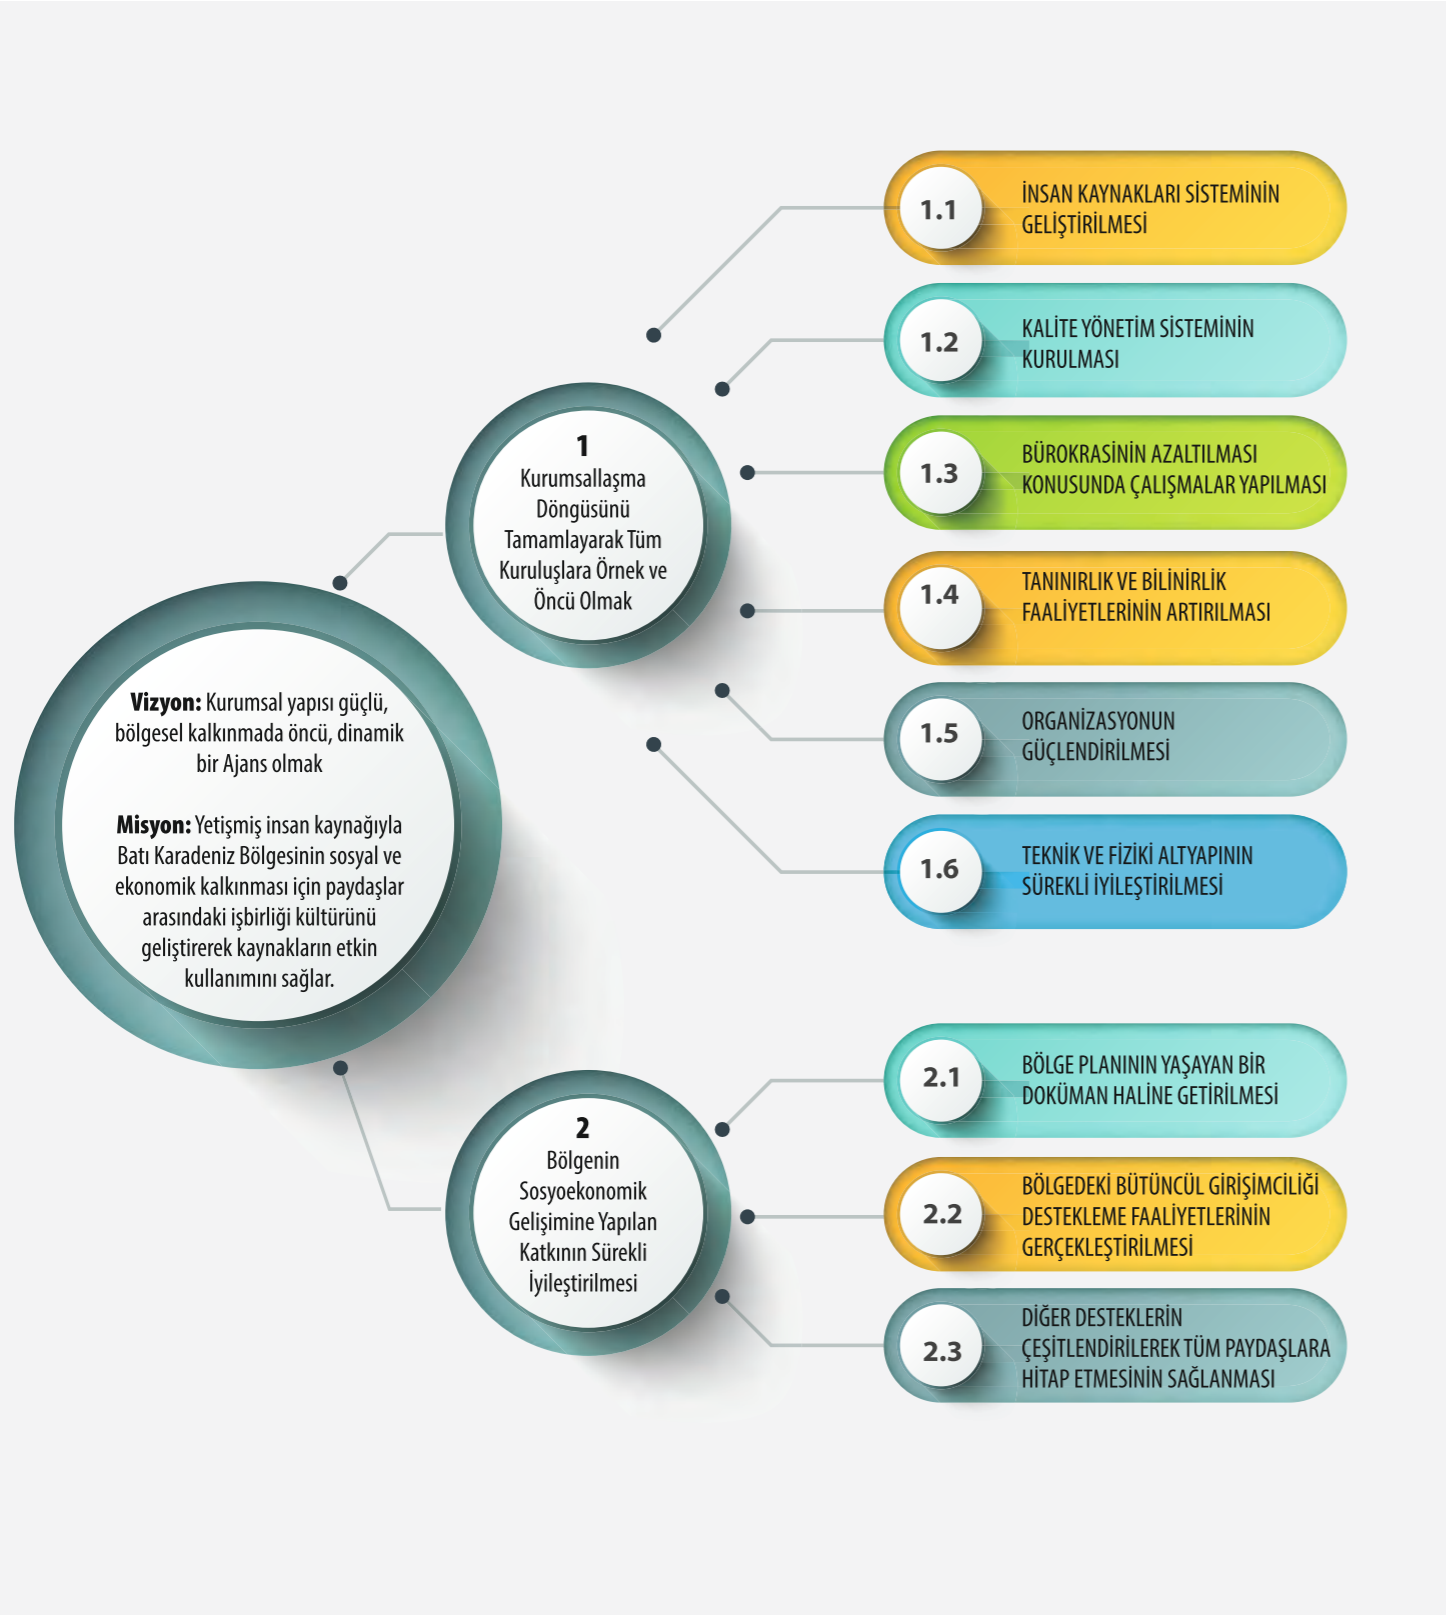 Vizyon: Kurumsal yapısı güçlü,
bölgesel kalkınmada öncü, dinamik
bir Ajans olmak
Misyon: Yetişmiş insan kaynağıyla
Batı Karadeniz Bölgesinin sosyal ve
ekonomik kalkınması için paydaşlar
arasındaki işbirliği kültürünü
geliştirerek kaynakların etkin
kullanımını sağlar.
1
Kurumsallaşma
Döngüsünü
Tamamlayarak Tüm
Kuruluşlara Örnek ve
Öncü Olmak
1.1
İNSAN KAYNAKLARI SİSTEMİNİN
GELİŞTİRİLMESİ
1.2
KALİTE YÖNETİM SİSTEMİNİN
KURULMASI
1.3
BÜROKRASİNİN AZALTILMASI
KONUSUNDA ÇALIŞMALAR YAPILMASI
1.4
TANINIRLIK VE BİLİNİRLİK
FAALİYETLERİNİN ARTIRILMASI
1.5
ORGANİZASYONUN
GÜÇLENDİRİLMESİ
1.6
TEKNİK VE FİZİKİ ALTYAPININ
SÜREKLİ İYİLEŞTİRİLMESİ
2
Bölgenin
Sosyoekonomik
Gelişimine Yapılan
Katkının Sürekli
İyileştirilmesi
2.1
BÖLGE PLANININ YAŞAYAN BİR
DOKÜMAN HALİNE GETİRİLMESİ
2.2
BÖLGEDEKİ BÜTÜNCÜL GİRİŞİMCİLİĞİ
DESTEKLEME FAALİYETLERİNİN
GERÇEKLEŞTİRİLMESİ
2.3
DİĞER DESTEKLERİN
ÇEŞİTLENDİRİLEREK TÜM PAYDAŞLARA
HİTAP ETMESİNİN SAĞLANMASI